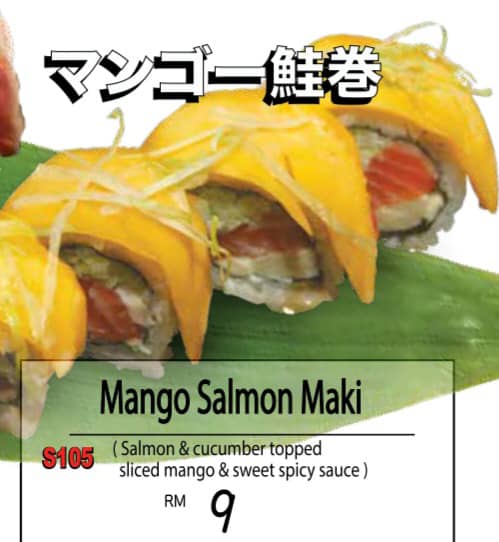 マンゴー鮭巻
Mango Salmon Maki
S105
( Salmon & cucumber topped
sliced mango & sweet spicy sauce )
RM 9